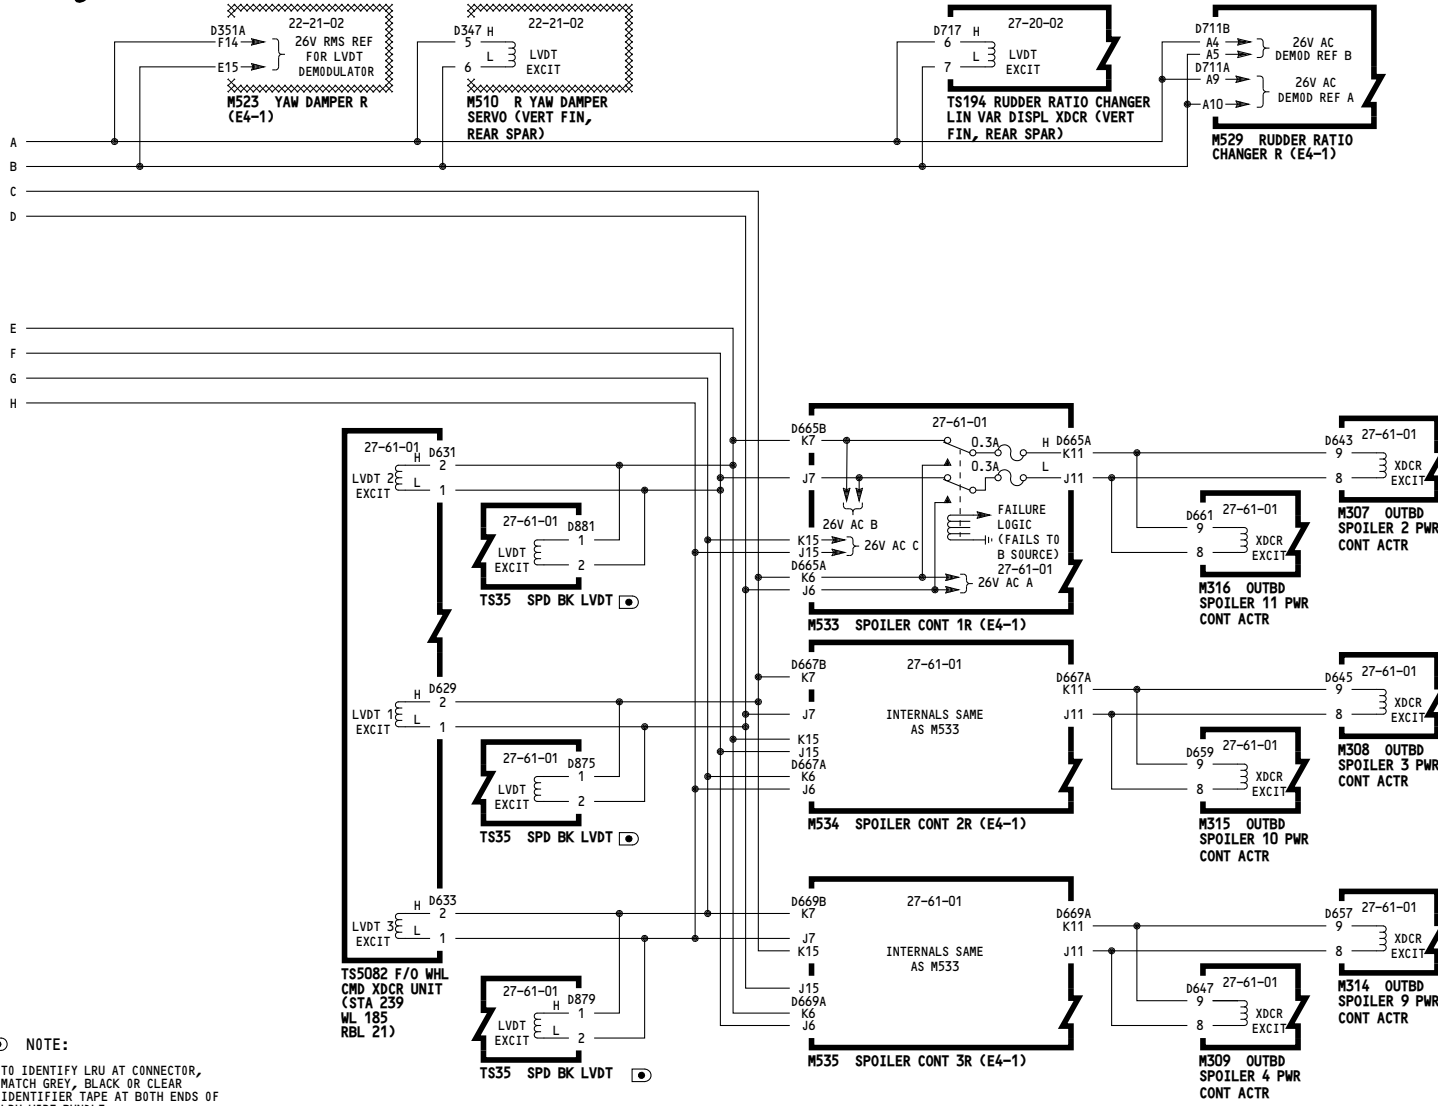 22-21-02
D351A
F14
26V RMS REF
FOR LVDT
DEMODULATOR
E15
M523 YAW DAMPER R
(E4-1)
22-21-02
D347 H
5
L
6
LVDT
EXCIT
M510 R YAW DAMPER
SERVO (VERT FIN,
REAR SPAR)
27-20-02
D717 H
6
L
7
LVDT
EXCIT
TS194 RUDDER RATIO CHANGER
LIN VAR DISPL XDCR (VERT
FIN, REAR SPAR)
D711B
A4
A5
26V AC
DEMOD REF B
D711A
A9
A10
26V AC
DEMOD REF A
M529 RUDDER RATIO
CHANGER R (E4-1)
A
B
C
D
E
F
G
H
27-61-01
D631
H
2
LVDT 2
EXCIT
L
1
27-61-01
D881
1
LVDT
EXCIT
2
TS35 SPD BK LVDT
D629
H
2
LVDT 1
EXCIT
L
1
27-61-01
D875
1
LVDT
EXCIT
2
TS35 SPD BK LVDT
D633
H
2
LVDT 3
EXCIT
L
1
TS5082 F/O WHL
CMD XDCR UNIT
(STA 239
WL 185
RBL 21)
27-61-01
D879
H
1
LVDT
EXCIT
L
2
TS35 SPD BK LVDT
27-61-01
D665B
K7
J7
0.3A
0.3A
H
L
D665A
K11
J11
26V AC B
K15
J15
26V AC C
D665A
K6
J6
26V AC A
FAILURE
LOGIC
(FAILS TO
B SOURCE)
27-61-01
M533 SPOILER CONT 1R (E4-1)
27-61-01
D667B
K7
J7
K15
J15
D667A
K6
J6
D667A
K11
J11
INTERNALS SAME
AS M533
M534 SPOILER CONT 2R (E4-1)
27-61-01
D669B
K7
J7
K15
J15
D669A
K6
J6
D669A
K11
J11
INTERNALS SAME
AS M533
M535 SPOILER CONT 3R (E4-1)
27-61-01
D643
9
8
XDCR
EXCIT
M307 OUTBD
SPOILER 2 PWR
CONT ACTR
27-61-01
D661
9
8
XDCR
EXCIT
M316 OUTBD
SPOILER 11 PWR
CONT ACTR
27-61-01
D645
9
8
XDCR
EXCIT
M308 OUTBD
SPOILER 3 PWR
CONT ACTR
27-61-01
D659
9
8
XDCR
EXCIT
M315 OUTBD
SPOILER 10 PWR
CONT ACTR
27-61-01
D657
9
8
XDCR
EXCIT
M314 OUTBD
SPOILER 9 PWR
CONT ACTR
27-61-01
D647
9
8
XDCR
EXCIT
M309 OUTBD
SPOILER 4 PWR
CONT ACTR
NOTE:
TO IDENTIFY LRU AT CONNECTOR,
MATCH GREY, BLACK OR CLEAR
IDENTIFIER TAPE AT BOTH ENDS OF